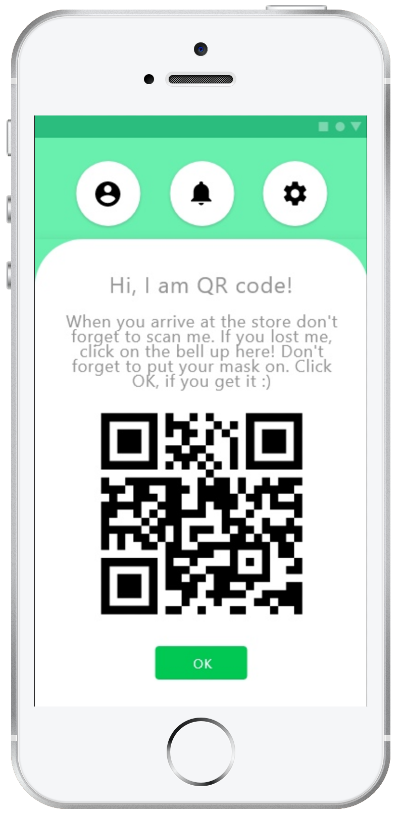 Hi, I am QR code!
When you arrive at the store don't
forget to scan me. If you lost me,
click on the bell up here! Don't
forget to put your mask on. Click
OK, if you get it :)
OK